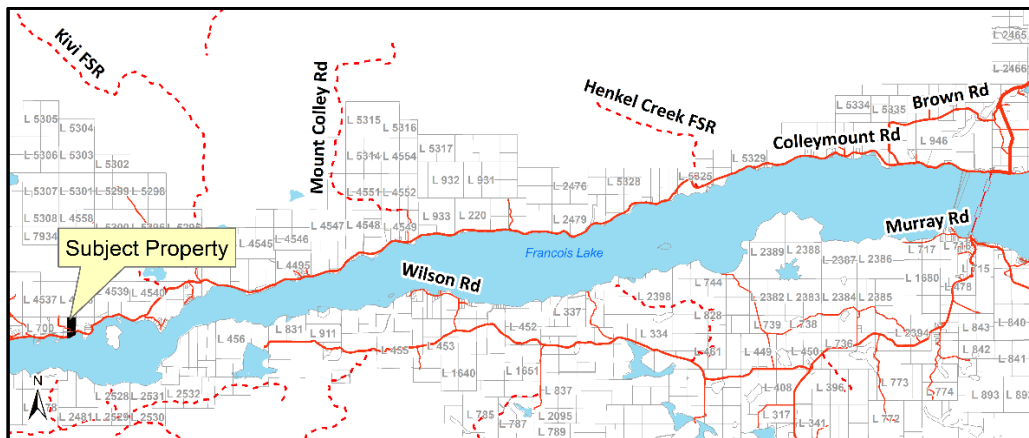 Kivi FSR
Mount Colley Rd
Henkel Creek FSR
Brown Rd
Colleymount Rd
Murray Rd
Wilson Rd
Francois Lake
Subject Property
N
L 2465
L 2466
L 5334
L 5335
L 946
L 5305
L 5304
L 5306
L 5303
L 5302
L 5307
L 5301
L 5299
L 5298
L 5308
L 4558
L 7934
L 5315
L 5316
L 5314
L 4554
L 5317
L 4551
L 4552
L 932
L 931
L 2476
L 5328
L 5329
L 5325
L 4547
L 4548
L 4549
L 933
L 220
L 2479
L 4545
L 4546
L 4495
L 4537
L 4539
L 4540
L 700
L 831
L 911
L 456
L 455
L 453
L 452
L 337
L 334
L 2398
L 744
L 828
L 461
L 2389
L 2388
L 2387
L 2386
L 717
L 1680
L 478
L 2382
L 2383
L 2384
L 2385
L 739
L 738
L 736
L 2394
L 843
L 840
L 449
L 450
L 842
L 841
L 1640
L 1651
L 837
L 408
L 396
L 773
L 774
L 893
L 785
L 787
L 2095
L 789
L 317
L 341
L 772
L 2528
L 2531
L 2532
L 2481
L 2529
L 2530